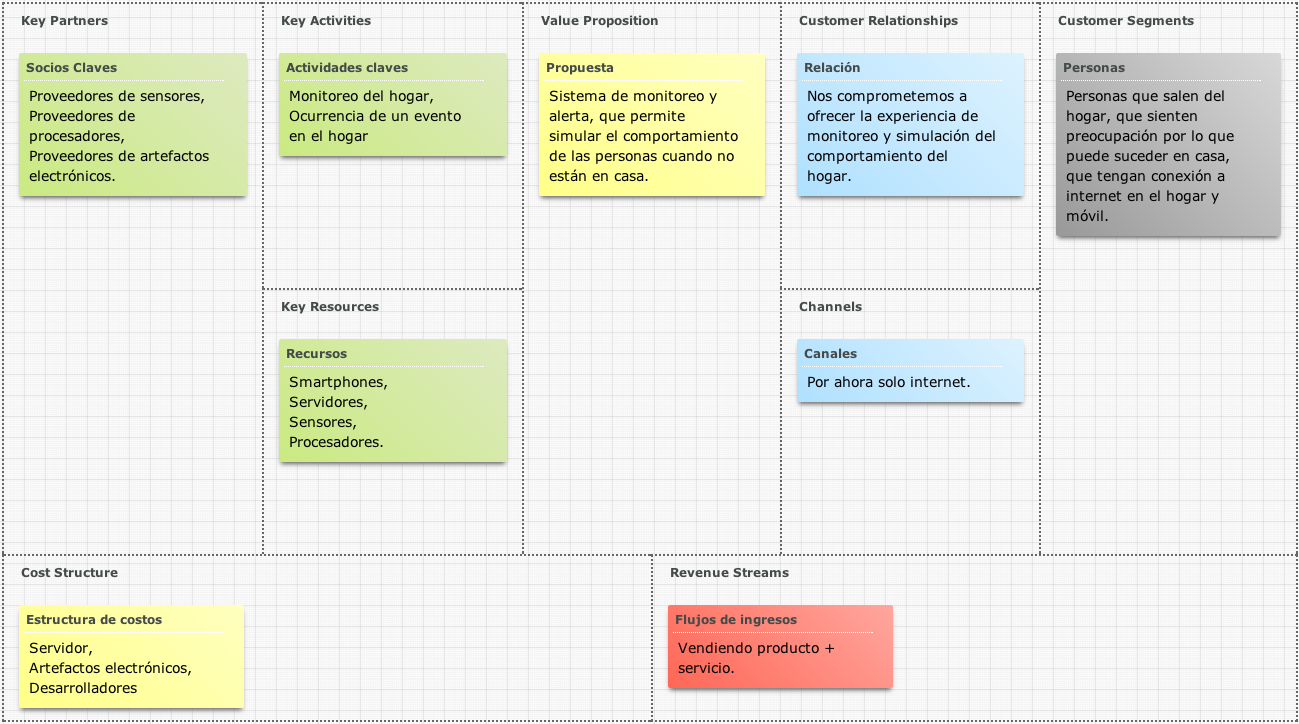 Key Partners
Socios Claves
Proveedores de sensores,
Proveedores de
procesadores,
Proveedores de artefactos
electrónicos.
Key Activities
Actividades claves
Monitoreo del hogar,
Ocurrencia de un evento
en el hogar
Key Resources
Recursos
Smartphones,
Servidores,
Sensores,
Procesadores.
Value Proposition
Propuesta
Sistema de monitoreo y
alerta, que permite
simular el comportamiento
de las personas cuando no
están en casa.
Customer Relationships
Relación
Nos comprometemos a
ofrecer la experiencia de
monitoreo y simulación del
comportamiento del
hogar.
Channels
Canales
Por ahora solo internet.
Customer Segments
Personas
Personas que salen del
hogar, que sienten
preocupación por lo que
puede suceder en casa,
que tengan conexión a
internet en el hogar y
móvil.
Cost Structure
Estructura de costos
Servidor,
Artefactos electrónicos,
Desarrolladores
Revenue Streams
Flujos de ingresos
Vendiendo producto +
servicio.